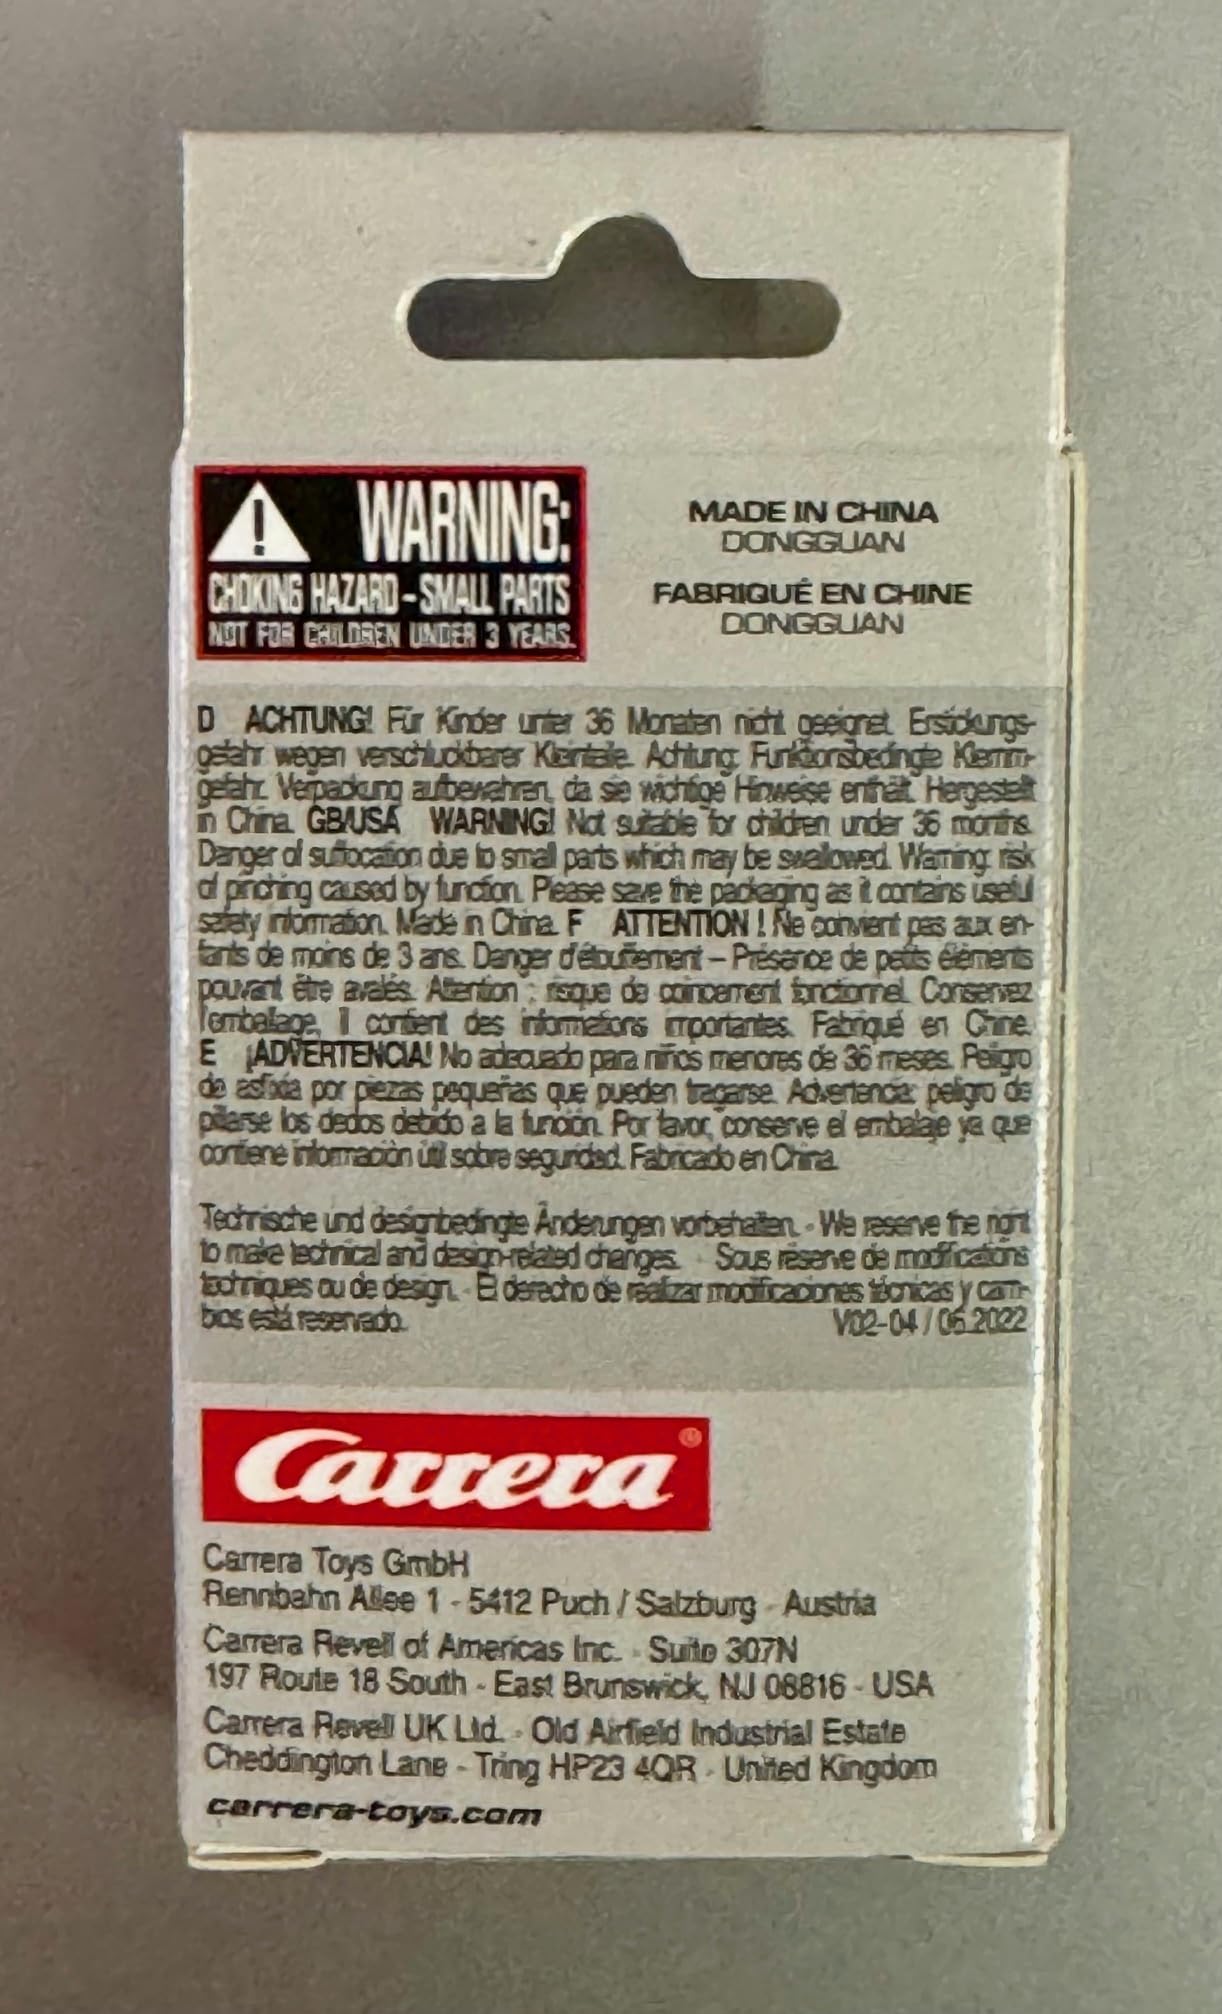 WARNING:
CHOKING HAZARD - SMALL PARTS
NOT FOR CHILDREN UNDER 3 YEARS.
MADE IN CHINA
DONGGUAN
FABRIQUÉ EN CHINE
DONGGUAN
D ACHTUNG! Für Kinder unter 36 Monaten nicht geeignet. Erstickungs-
gefahr wegen verschluckbarer Kleinteile. Achtung: Funktionsbedingte Klemm-
gefahr. Verpackung aufbewahren, da sie wichtige Hinweise enthält. Hergestellt
in China. GB/USA WARNING! Not suitable for children under 36 months.
Danger of suffocation due to small parts which may be swallowed. Warning: risk
of pinching caused by function. Please save the packaging as it contains useful
safety information. Made in China. F ATTENTION ! Ne convient pas aux en-
fants de moins de 3 ans. Danger d'étouffement – Présence de petits éléments
pouvant être avalés. Attention : risque de coincement fonctionnel. Conservez
l'emballage, il contient des informations importantes. Fabriqué en Chine.
E ¡ADVERTENCIA! No adecuado para niños menores de 36 meses. Peligro
de asfixia por piezas pequeñas que pueden tragarse. Advertencia: peligro de
pillarse los dedos debido a la función. Por favor, conserve el embalaje ya que
contiene información útil sobre seguridad. Fabricado en China.
Technische und designbedingte Änderungen vorbehalten. · We reserve the right
to make technical and design-related changes. · Sous réserve de modifications
techniques ou de design. · El derecho de realizar modificaciones técnicas y cam-
bios está reservado. V02-04 / 05.2022
Carrera®
Carrera Toys GmbH
Rennbahn Allee 1 · 5412 Puch / Salzburg · Austria
Carrera Revell of Americas Inc. · Suite 307N
197 Route 18 South · East Brunswick, NJ 08816 · USA
Carrera Revell UK Ltd. · Old Airfield Industrial Estate
Cheddington Lane · Tring HP23 4QR · United Kingdom
carrera-toys.com